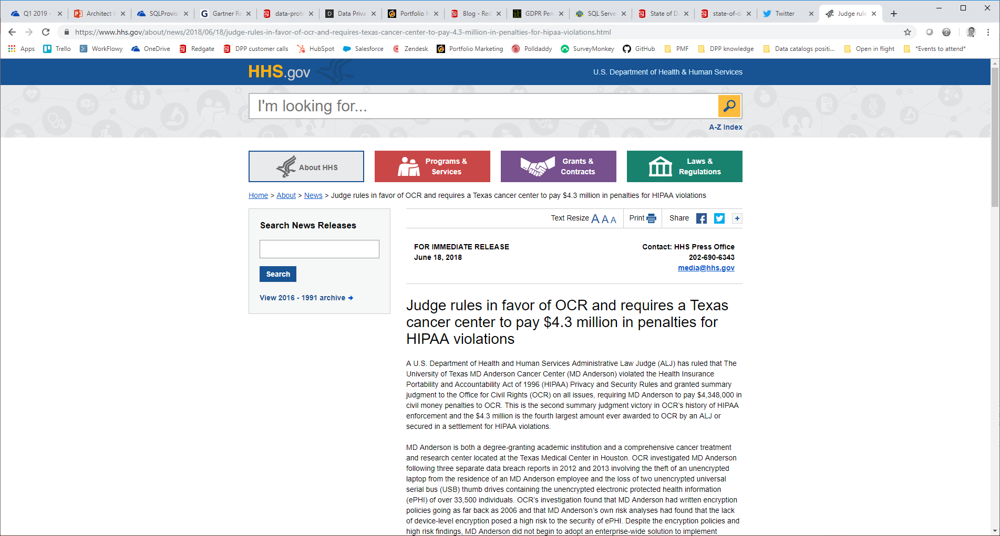 Q1 2019 -
Architect I
SQLProvis
Gartner Re
data-prote
Data Priva
Portfolio M
Blog - Red
GDPR Pen
SQL Serve
State of D
state-of-d
Twitter
Judge rule
https://www.hhs.gov/about/news/2018/06/18/judge-rules-in-favor-of-ocr-and-requires-texas-cancer-center-to-pay-4.3-million-in-penalties-for-hipaa-violations.html
Apps Trello WorkFlowy OneDrive Redgate DPP customer calls HubSpot Salesforce Zendesk Portfolio Marketing Polldaddy SurveyMonkey GitHub PMF DPP knowledge Data catalogs positi... Open in flight *Events to attend*
HHS.gov
U.S. Department of Health & Human Services
I'm looking for...
A-Z Index
About HHS
Programs &
Services
Grants &
Contracts
Laws &
Regulations
Home > About > News > Judge rules in favor of OCR and requires a Texas cancer center to pay $4.3 million in penalties for HIPAA violations
Search News Releases
Search
View 2016 - 1991 archive
Text Resize A A A
Print
Share
FOR IMMEDIATE RELEASE
June 18, 2018
Contact: HHS Press Office
202-690-6343
media@hhs.gov
Judge rules in favor of OCR and requires a Texas
cancer center to pay $4.3 million in penalties for
HIPAA violations
A U.S. Department of Health and Human Services Administrative Law Judge (ALJ) has ruled that The
University of Texas MD Anderson Cancer Center (MD Anderson) violated the Health Insurance
Portability and Accountability Act of 1996 (HIPAA) Privacy and Security Rules and granted summary
judgment to the Office for Civil Rights (OCR) on all issues, requiring MD Anderson to pay $4,348,000 in
civil money penalties to OCR. This is the second summary judgment victory in OCR's history of HIPAA
enforcement and the $4.3 million is the fourth largest amount ever awarded to OCR by an ALJ or
secured in a settlement for HIPAA violations.
MD Anderson is both a degree-granting academic institution and a comprehensive cancer treatment
and research center located at the Texas Medical Center in Houston. OCR investigated MD Anderson
following three separate data breach reports in 2012 and 2013 involving the theft of an unencrypted
laptop from the residence of an MD Anderson employee and the loss of two unencrypted universal
serial bus (USB) thumb drives containing the unencrypted electronic protected health information
(ePHI) of over 33,500 individuals. OCR's investigation found that MD Anderson had written encryption
policies going as far back as 2006 and that MD Anderson's own risk analyses had found that the lack
of device-level encryption posed a high risk to the security of ePHI. Despite the encryption policies and
high risk findings, MD Anderson did not begin to adopt an enterprise-wide solution to implement